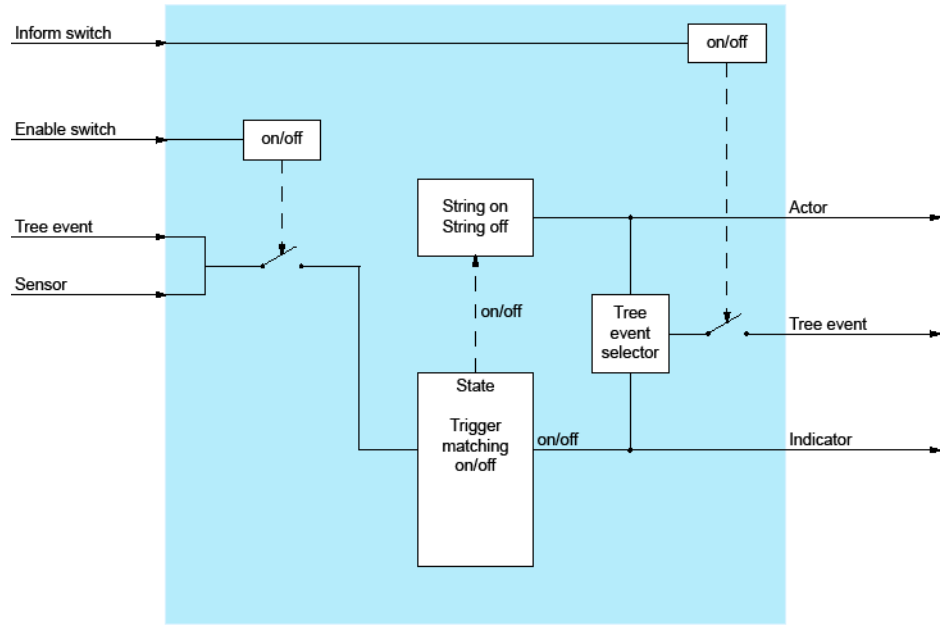 Inform switch
on/off
Enable switch
on/off
String on
String off
Actor
Tree event
Sensor
on/off
Tree
event
selector
Tree event
State
Trigger
matching
on/off
on/off
Indicator